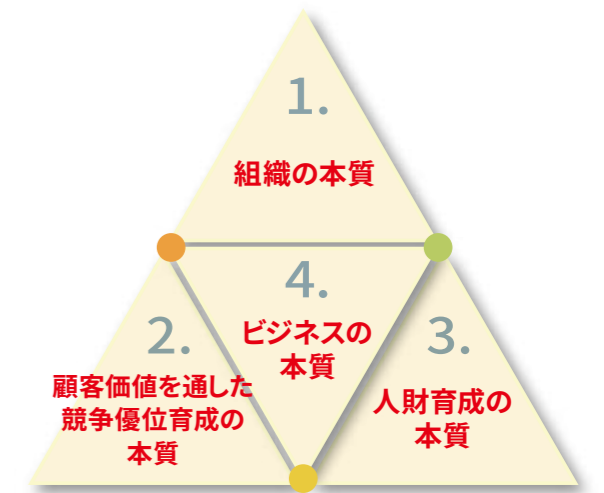 1.
組織の本質
2.
顧客価値を通した
競争優位育成の
本質
3.
人財育成の
本質
4.
ビジネスの
本質